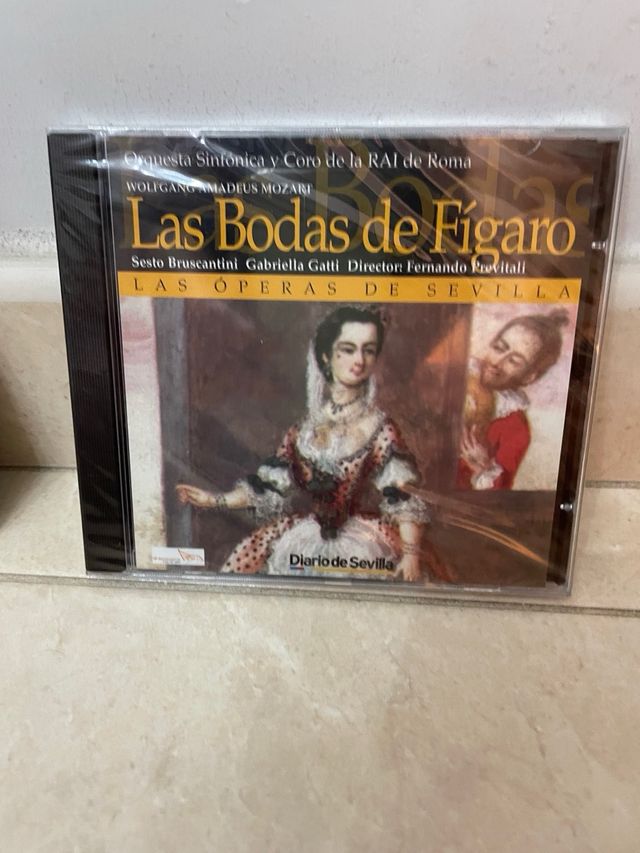 Orquesta Sinfónica y Coro de la RAI de Roma
WOLFGANG AMADEUS MOZART
Las Bodas de Fígaro
Sesto Bruscantini Gabriella Gatti Director: Fernando Previtali
LAS ÓPERAS DE SEVILLA
Diario de Sevilla